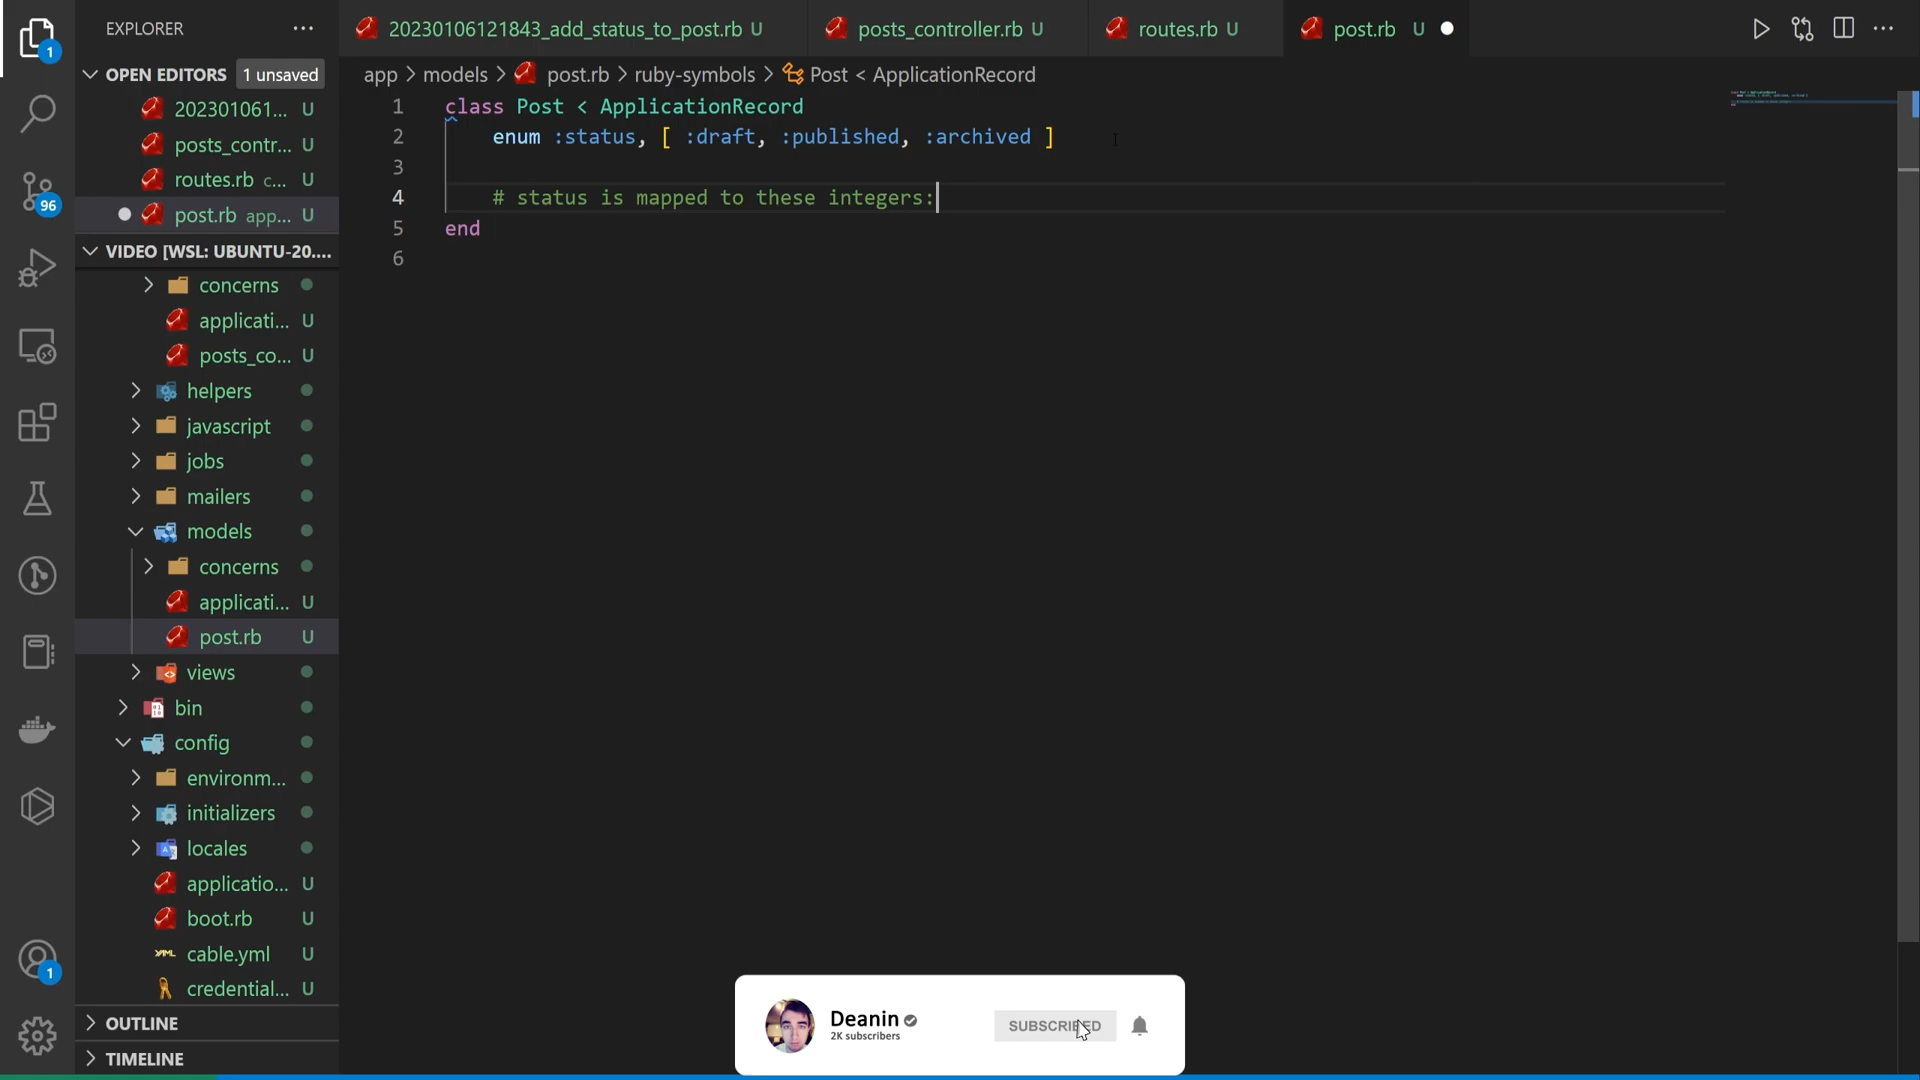 EXPLORER
OPEN EDITORS 1 unsaved
202301061... U
posts_contr... U
routes.rb c... U
post.rb app... U
VIDEO [WSL: UBUNTU-20....
concerns
applicati... U
posts_co... U
helpers
javascript
jobs
mailers
models
concerns
applicati... U
post.rb U
views
bin
config
environm...
initializers
locales
applicatio... U
boot.rb U
cable.yml U
credential... U
OUTLINE
TIMELINE
1
96
1
20230106121843_add_status_to_post.rb U
posts_controller.rb U
routes.rb U
post.rb U
app > models > post.rb > ruby-symbols > Post < ApplicationRecord
1 class Post < ApplicationRecord
2 enum :status, [ :draft, :published, :archived ]
3
4 # status is mapped to these integers:
5 end
6
Deanin
2K subscribers
SUBSCRIBED